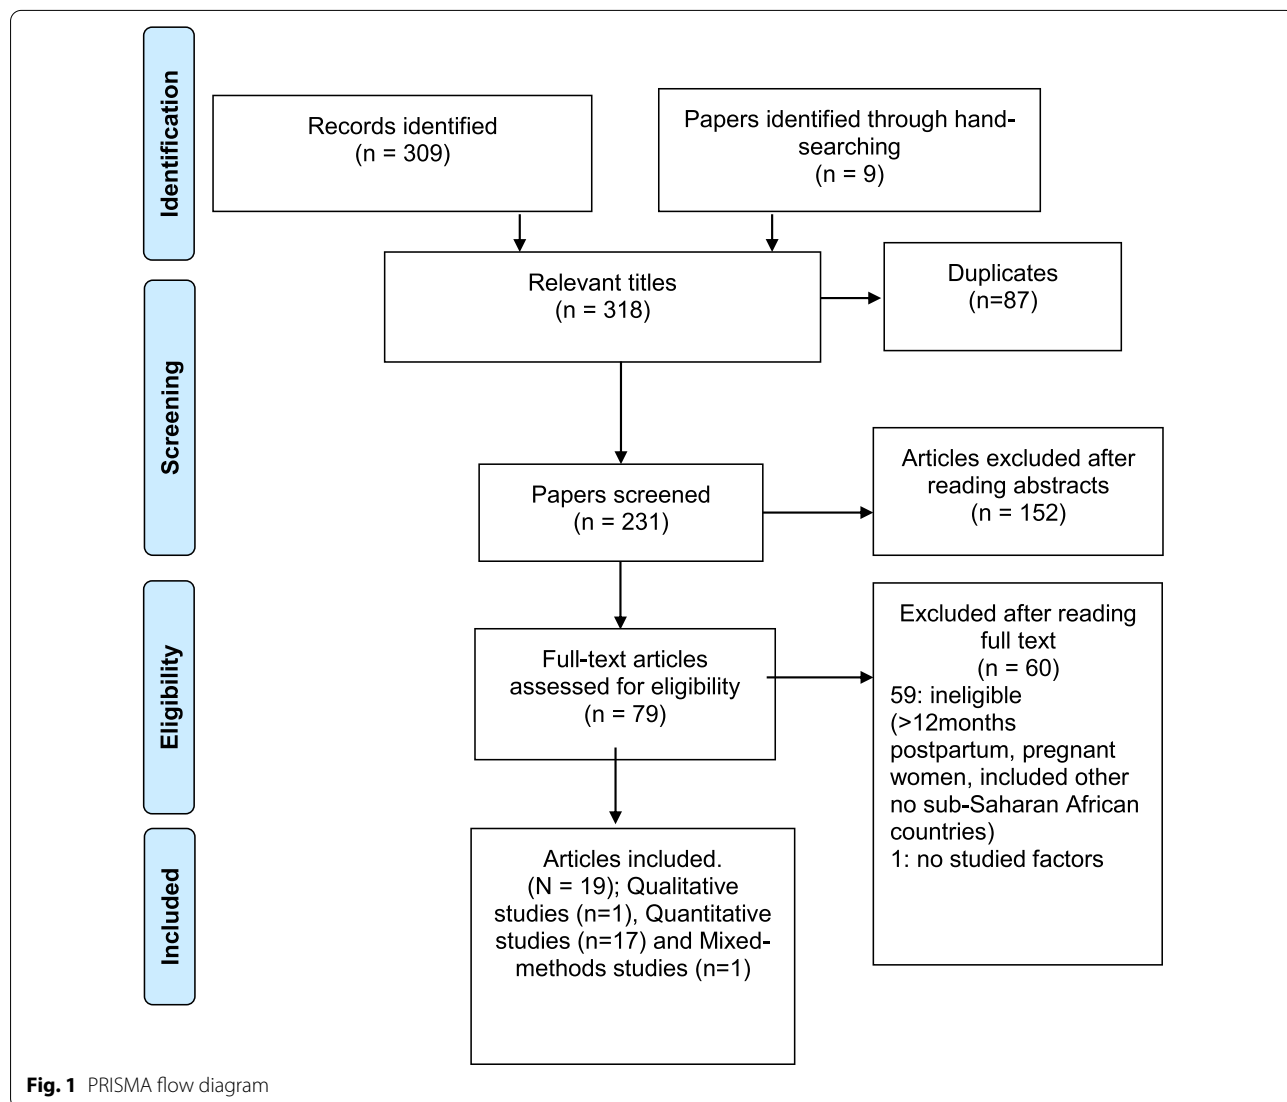 Identification
Records identified
(n = 309)
Papers identified through hand-
searching
(n = 9)
Relevant titles
(n = 318)
Duplicates
(n=87)
Screening
Papers screened
(n = 231)
Articles excluded after
reading abstracts
(n = 152)
Eligibility
Full-text articles
assessed for eligibility
(n = 79)
Excluded after reading
full text
(n = 60)
59: ineligible
(>12months
postpartum, pregnant
women, included other
no sub-Saharan African
countries)
1: no studied factors
Included
Articles included.
(N = 19); Qualitative
studies (n=1), Quantitative
studies (n=17) and Mixed-
methods studies (n=1)
Fig. 1 PRISMA flow diagram